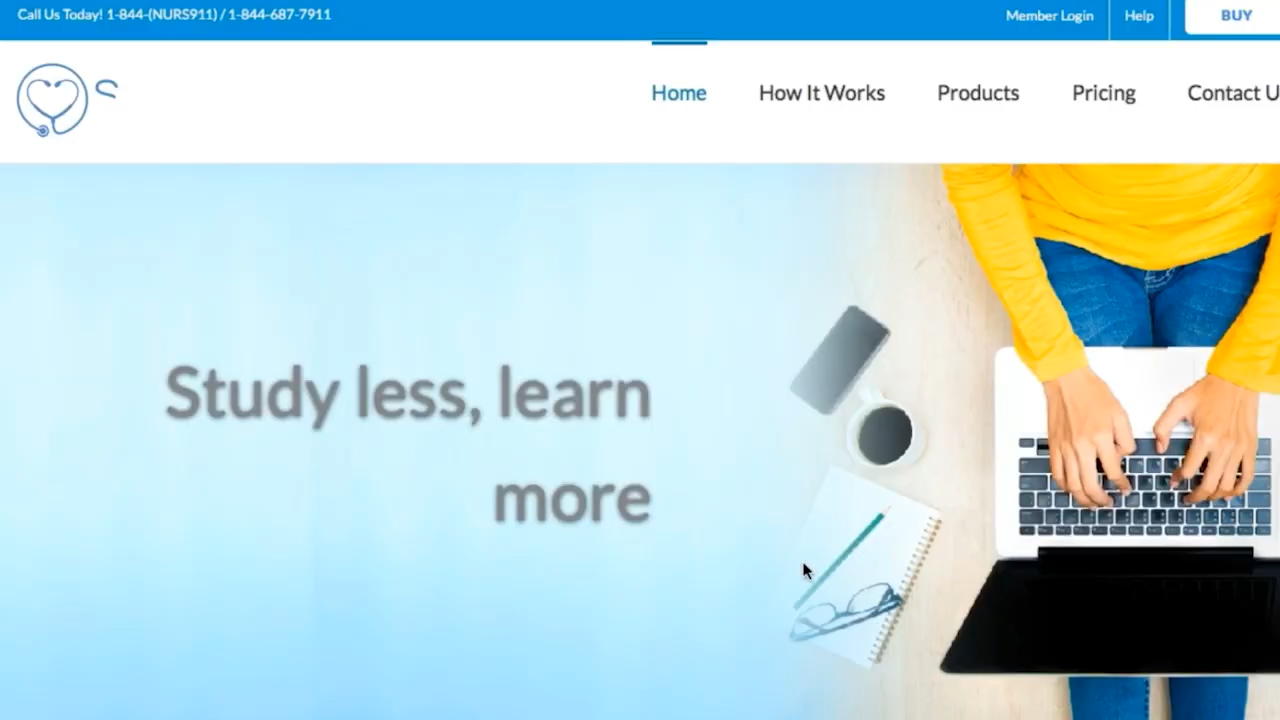 Call Us Today! 1-844-(NURS911) / 1-844-687-7911
Member Login
Help
BUY
Home
How It Works
Products
Pricing
Contact U
Study less, learn
more